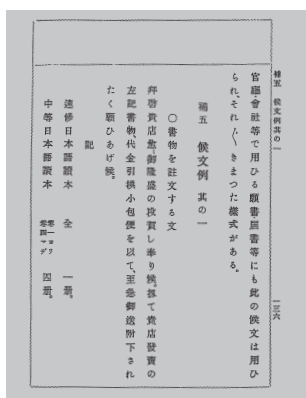 補五 候文例其の一
一三六
官廳・會社等で用ひる願書屆書等にも此の候文は用ひ
られ、それ〴〵きまつた樣式がある。
補五 候文例 其の一
○書物を註文する文
拜啓貴店愈〻御隆盛の段賀し奉り候。扨て貴店發賣の
左記書物、代金引換小包便を以て、至急御送附下され
たく願ひあげ候。
記
速修日本語讀本 全 一册。
中等日本語讀本 零一ヨリ零四マデ 四册。